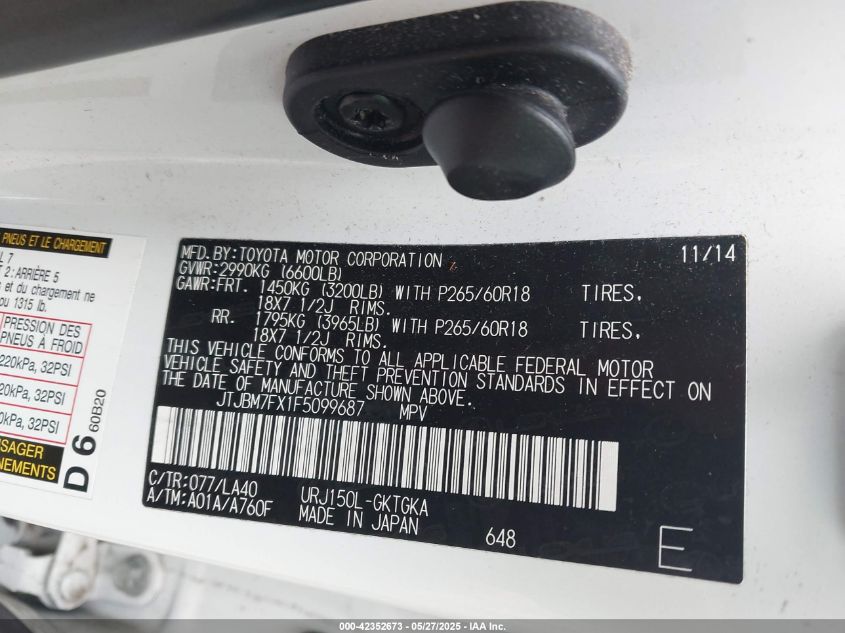 PNEUS ET LE CHARGEMENT
L 7
T 2: ARRIÈRE 5
s et du chargement ne
ou 1315 lb.
PRESSION DES
PNEUS À FROID
220kPa, 32PSI
20kPa, 32PSI
0kPa, 32PSI
USAGER
NEMENTS
D 6
60B20
MFD.BY:TOYOTA MOTOR CORPORATION 11/14
GVWR:2990KG (6600LB)
GAWR:FRT. 1450KG (3200LB) WITH P265/60R18 TIRES,
18X7 1/2J RIMS.
RR. 1795KG (3965LB) WITH P265/60R18 TIRES,
18X7 1/2J RIMS.
THIS VEHICLE CONFORMS TO ALL APPLICABLE FEDERAL MOTOR
VEHICLE SAFETY AND THEFT PREVENTION STANDARDS IN EFFECT ON
THE DATE OF MANUFACTURE SHOWN ABOVE.
JTJBM7FX1F5099687 MPV
C/TR:077/LA40 URJ150L-GKTGKA
A/TM:A01A/A760F MADE IN JAPAN
648
E
000-42352673 - 05/27/2025 - IAA Inc.